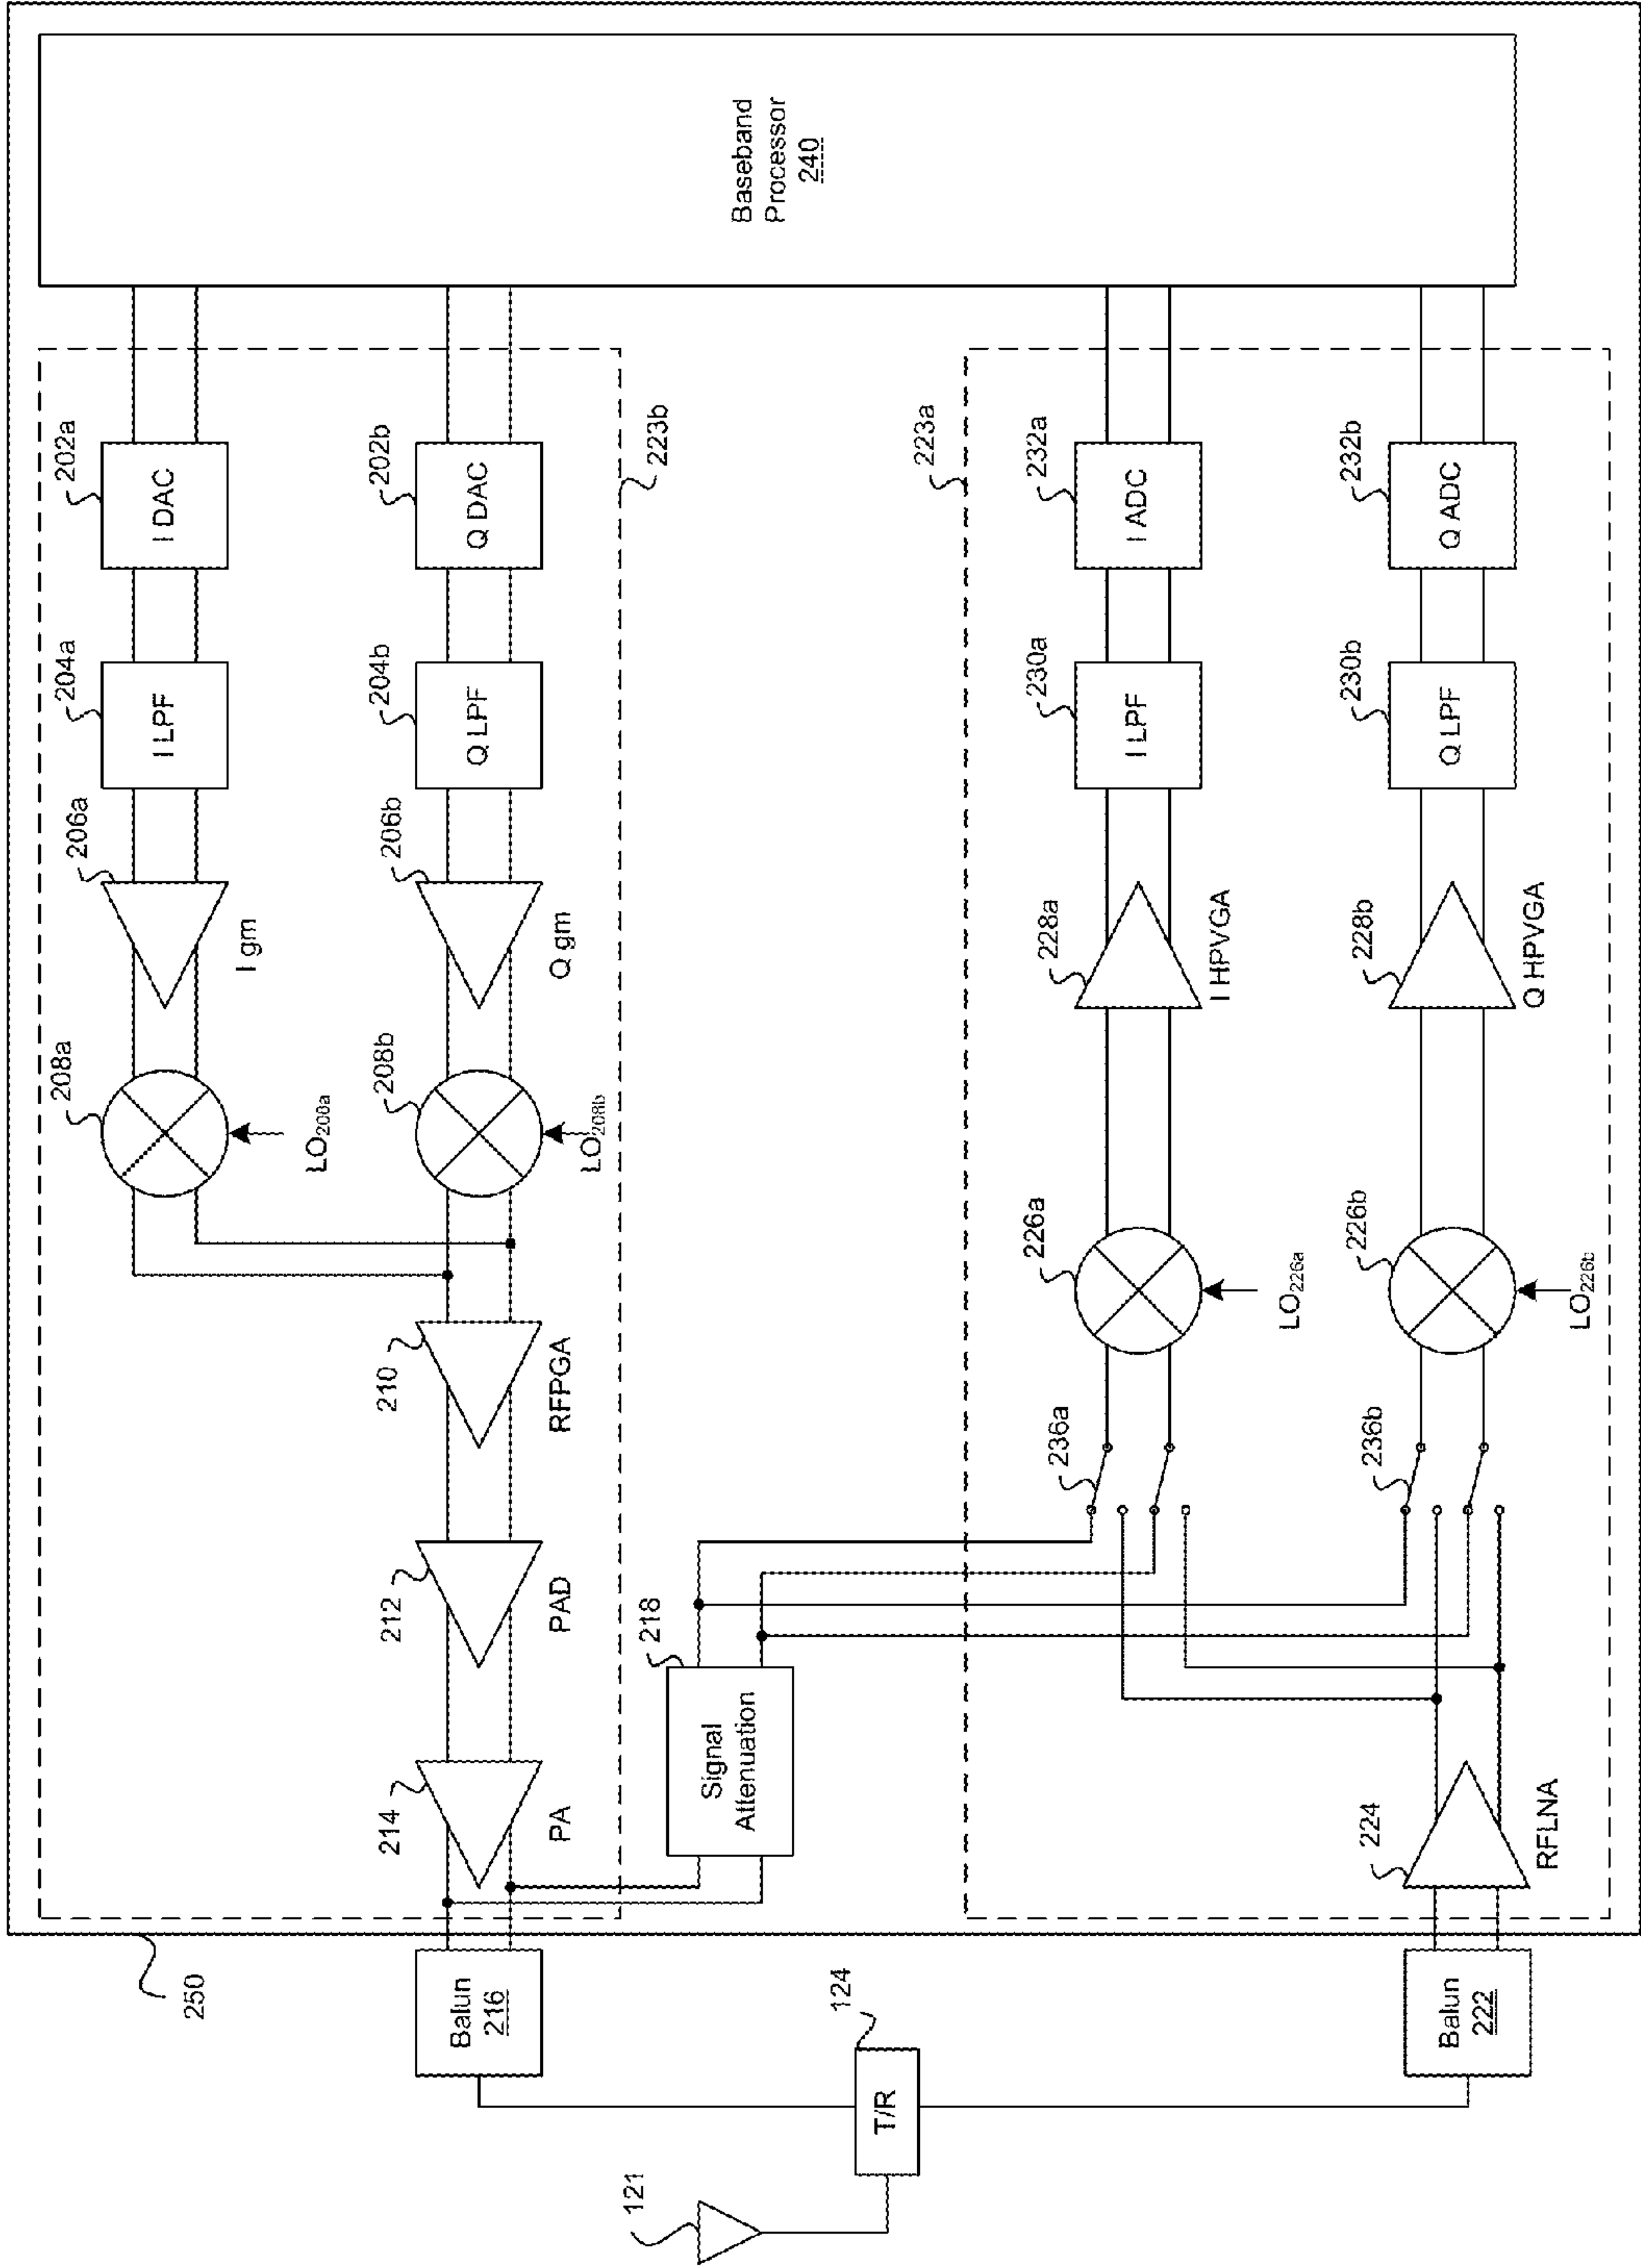 208a
206a
204a
202a
I LPF
I DAC
250
I gm
LO208a
214
212
210
208b
206b
204b
202b
Balun
216
Q LPF
Q DAC
PA
PAD
RFPGA
Q gm
LO208b
121
218
223b
Signal
Attenuation
Baseband
Processor
240
124
T/R
223a
236a
226a
228a
230a
232a
I LPF
I ADC
I HPVGA
LO226a
224
236b
226b
228b
230b
232b
Balun
222
Q LPF
Q ADC
RFLNA
Q HPVGA
LO226b